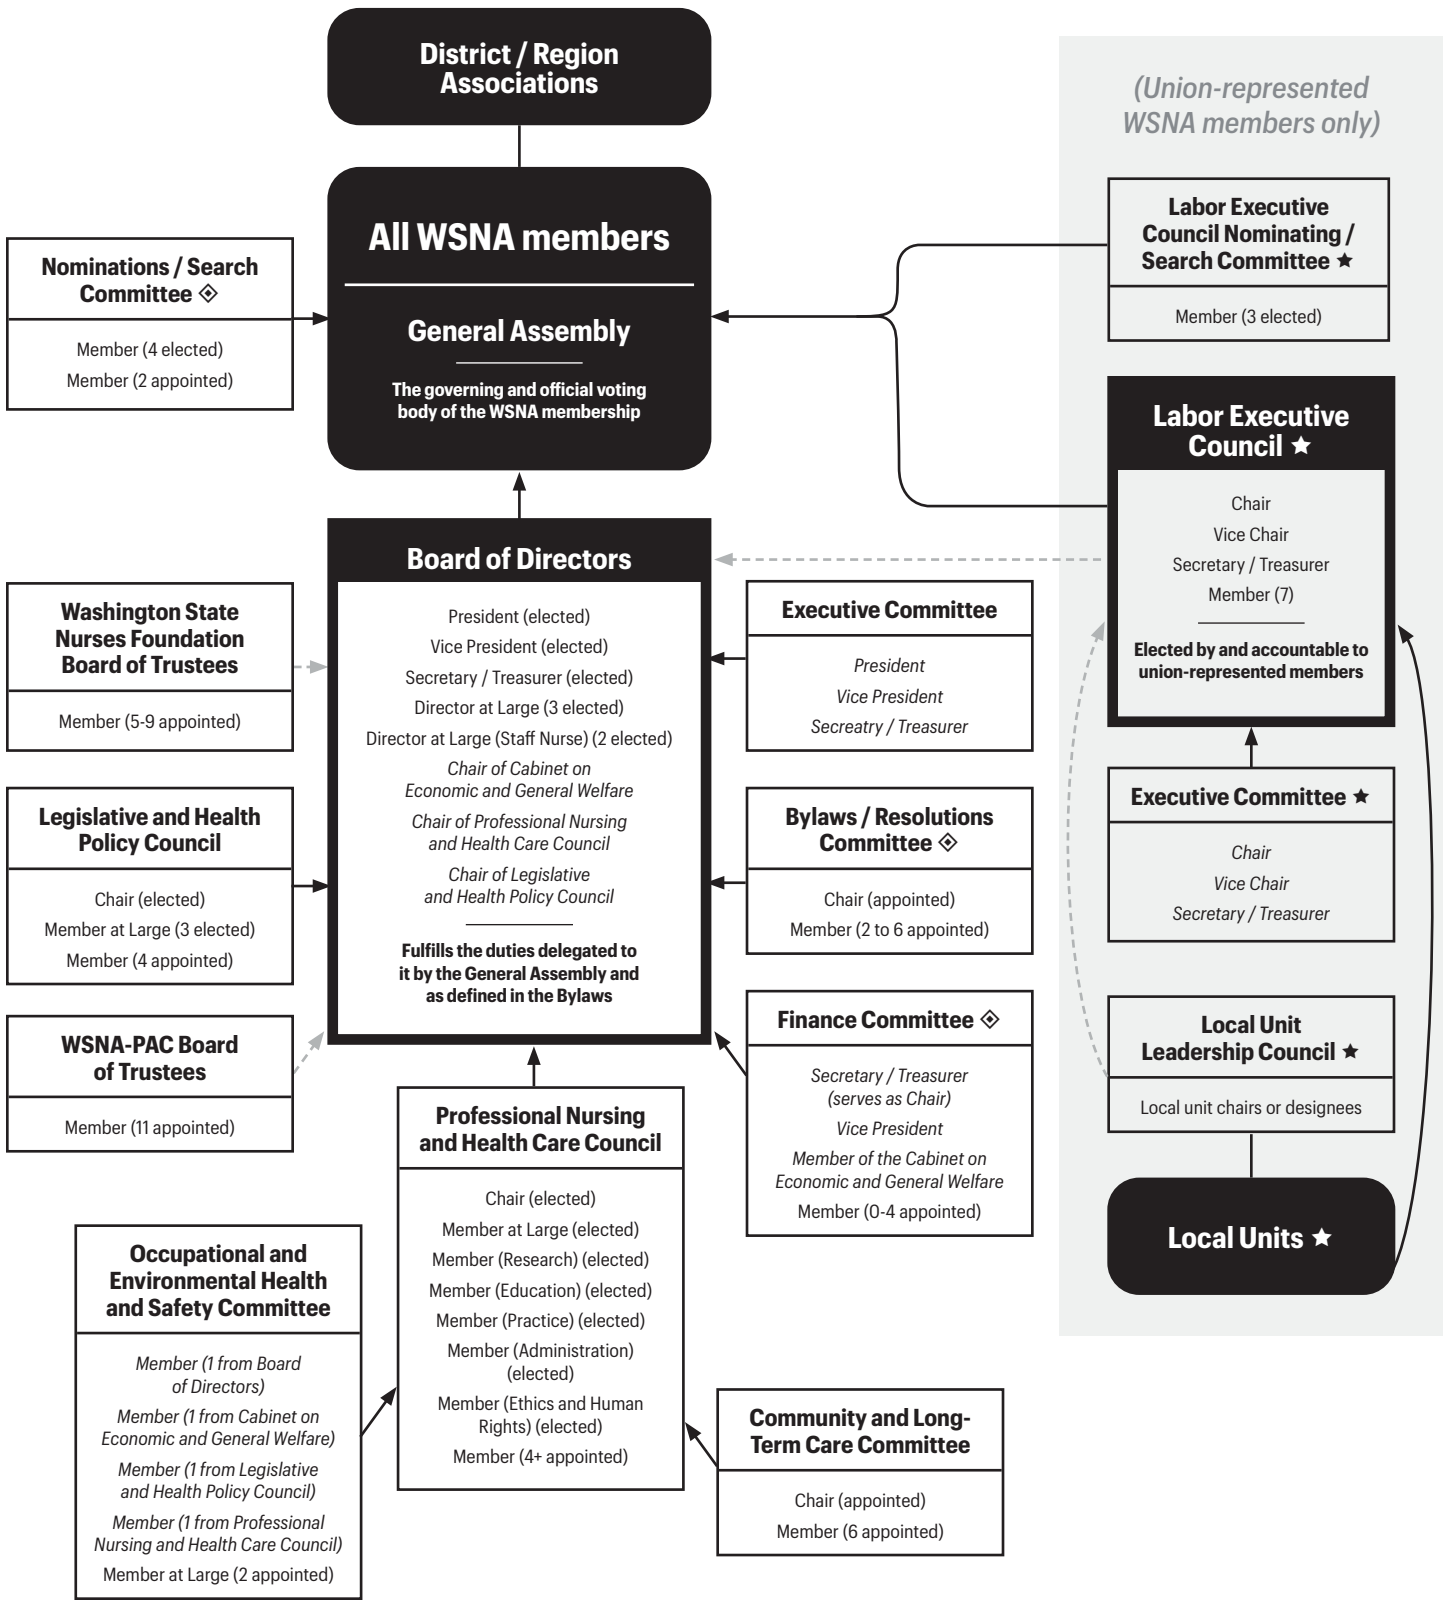 District / Region
Associations
(Union-represented
WSNA members only)
All WSNA members
General Assembly
The governing and official voting
body of the WSNA membership
Nominations / Search
Committee ◈
Member (4 elected)
Member (2 appointed)
Labor Executive
Council Nominating /
Search Committee ★
Member (3 elected)
Labor Executive
Council ★
Chair
Vice Chair
Secretary / Treasurer
Member (7)
Elected by and accountable to
union-represented members
Board of Directors
President (elected)
Vice President (elected)
Secretary / Treasurer (elected)
Director at Large (3 elected)
Director at Large (Staff Nurse) (2 elected)
Chair of Cabinet on
Economic and General Welfare
Chair of Professional Nursing
and Health Care Council
Chair of Legislative
and Health Policy Council
Fulfills the duties delegated to
it by the General Assembly and
as defined in the Bylaws
Washington State
Nurses Foundation
Board of Trustees
Member (5-9 appointed)
Executive Committee
President
Vice President
Secreatry / Treasurer
Legislative and Health
Policy Council
Chair (elected)
Member at Large (3 elected)
Member (4 appointed)
Bylaws / Resolutions
Committee ◈
Chair (appointed)
Member (2 to 6 appointed)
Executive Committee ★
Chair
Vice Chair
Secretary / Treasurer
WSNA-PAC Board
of Trustees
Member (11 appointed)
Finance Committee ◈
Secretary / Treasurer
(serves as Chair)
Vice President
Member of the Cabinet on
Economic and General Welfare
Member (0-4 appointed)
Local Unit
Leadership Council ★
Local unit chairs or designees
Local Units ★
Professional Nursing
and Health Care Council
Chair (elected)
Member at Large (elected)
Member (Research) (elected)
Member (Education) (elected)
Member (Practice) (elected)
Member (Administration)
(elected)
Member (Ethics and Human
Rights) (elected)
Member (4+ appointed)
Occupational and
Environmental Health
and Safety Committee
Member (1 from Board
of Directors)
Member (1 from Cabinet on
Economic and General Welfare)
Member (1 from Legislative
and Health Policy Council)
Member (1 from Professional
Nursing and Health Care Council)
Member at Large (2 appointed)
Community and Long-
Term Care Committee
Chair (appointed)
Member (6 appointed)